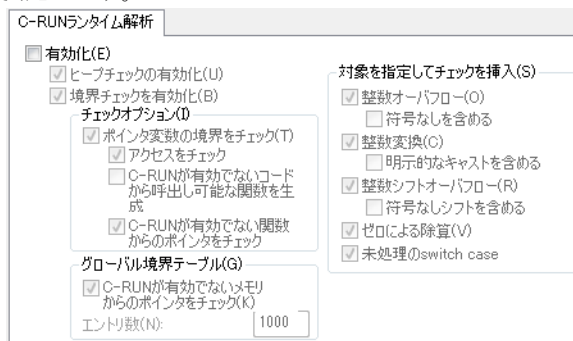 C-RUNランタイム解析
有効化(E)
ヒープチェックの有効化(U)
境界チェックを有効化(B)
チェックオプション(I)
ポインタ変数の境界をチェック(T)
アクセスをチェック
C-RUNが有効でないコード
から呼出し可能な関数を生
成
C-RUNが有効でない関数
からのポインタをチェック
グローバル境界テーブル(G)
C-RUNが有効でないメモリ
からのポインタをチェック(K)
エントリ数(N):
1000
対象を指定してチェックを挿入(S)
整数オーバフロー(O)
符号なしを含める
整数変換(C)
明示的なキャストを含める
整数シフトオーバフロー(R)
符号なしシフトを含める
ゼロによる除算(V)
未処理のswitch case